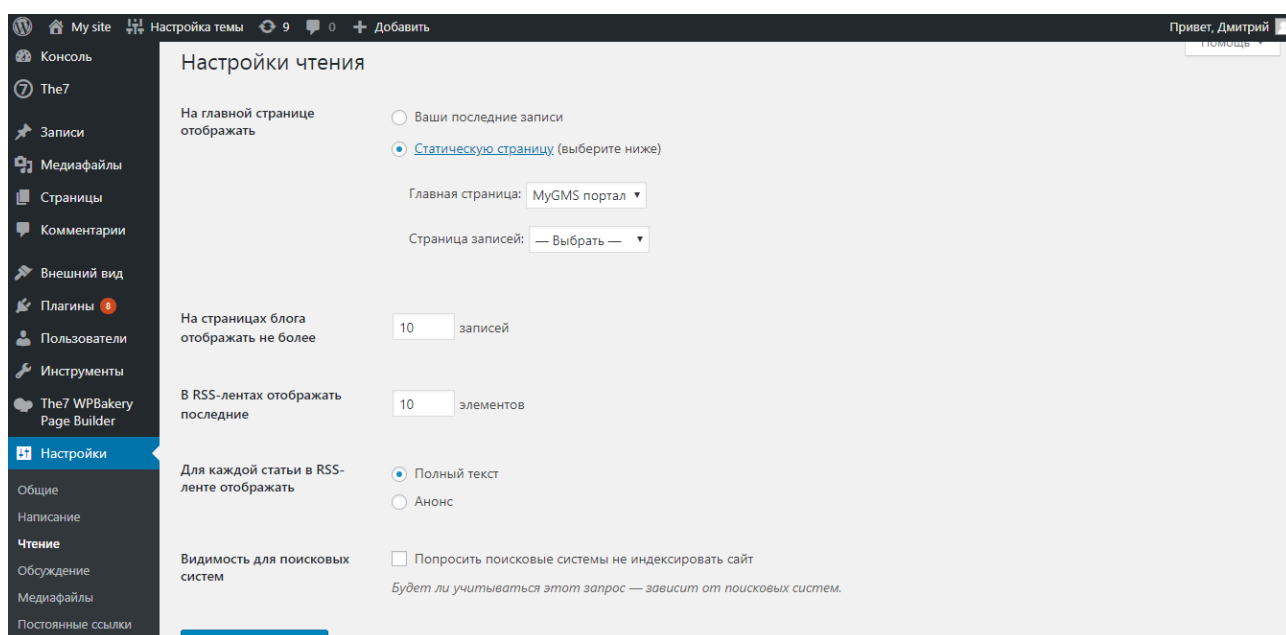 My site Настройка темы 9 0 Добавить Привет, Дмитрий
Помощь
Консоль
The7
Записи
Медиафайлы
Страницы
Комментарии
Внешний вид
Плагины 8
Пользователи
Инструменты
The7 WPBakery
Page Builder
Настройки
Общие
Написание
Чтение
Обсуждение
Медиафайлы
Постоянные ссылки
Настройки чтения
На главной странице
отображать
Ваши последние записи
Статическую страницу (выберите ниже)
Главная страница: MyGMS портал
Страница записей: — Выбрать —
На страницах блога
отображать не более
10 записей
В RSS-лентах отображать
последние
10 элементов
Для каждой статьи в RSS-
ленте отображать
Полный текст
Анонс
Видимость для поисковых
систем
Попросить поисковые системы не индексировать сайт
Будет ли учитываться этот запрос — зависит от поисковых систем.